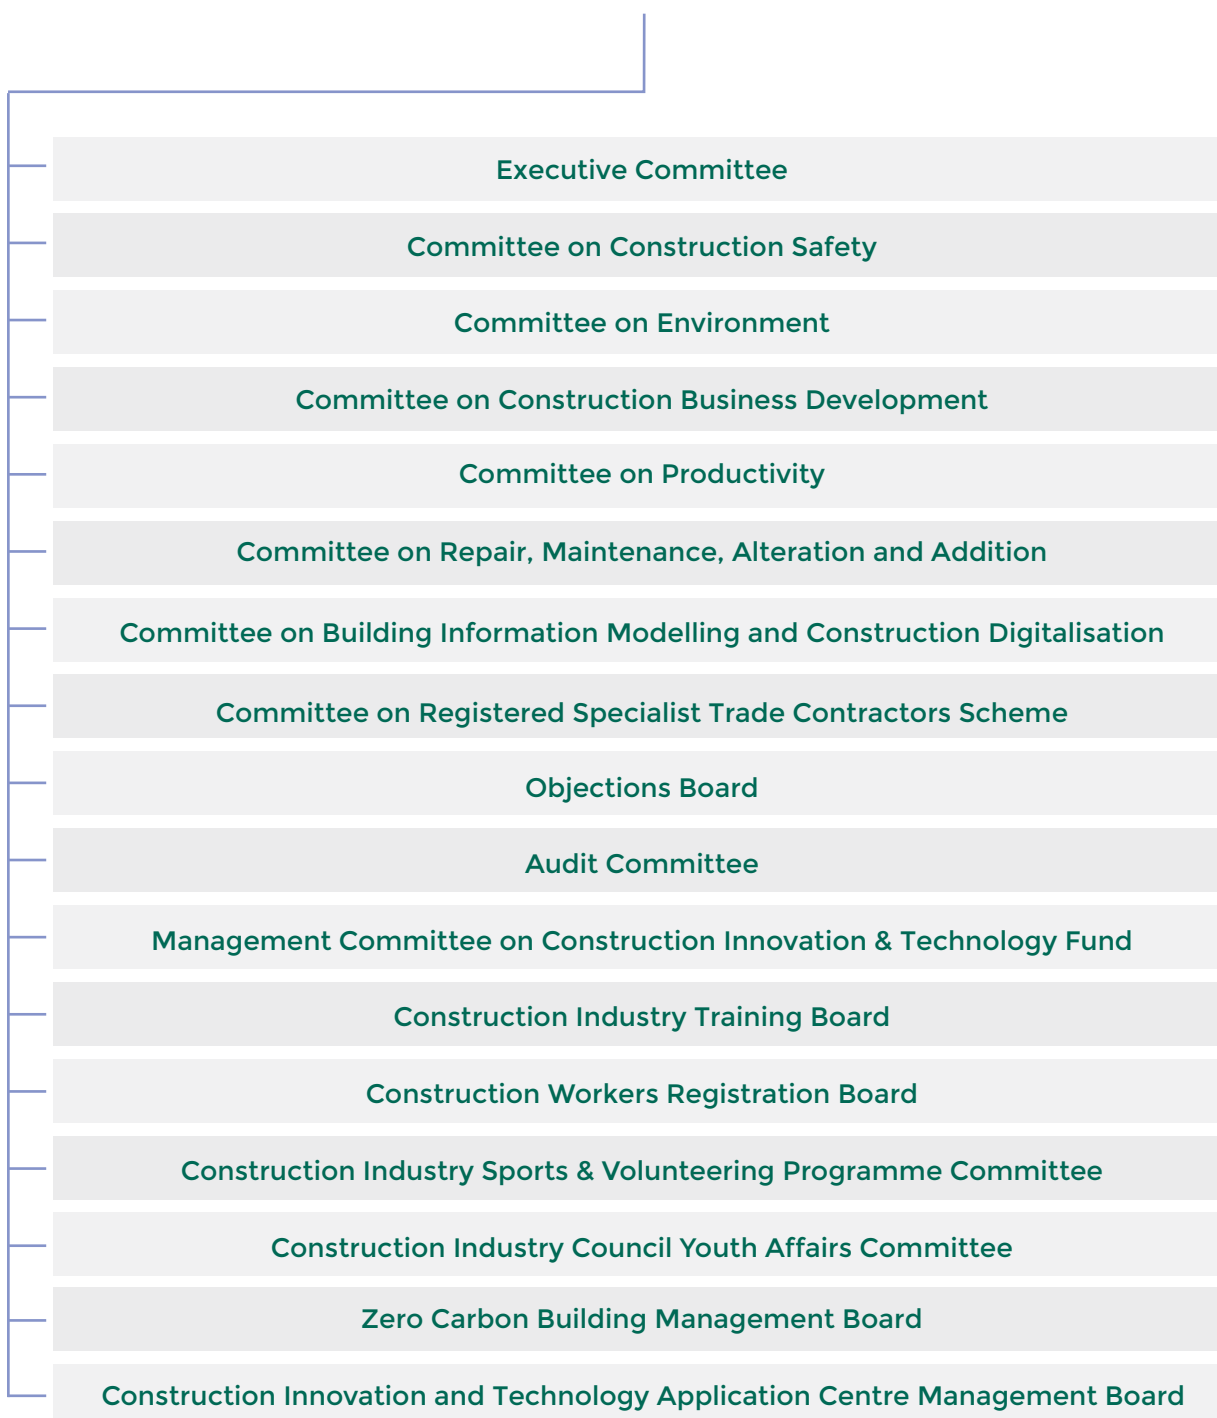 Executive Committee
Committee on Construction Safety
Committee on Environment
Committee on Construction Business Development
Committee on Productivity
Committee on Repair, Maintenance, Alteration and Addition
Committee on Building Information Modelling and Construction Digitalisation
Committee on Registered Specialist Trade Contractors Scheme
Objections Board
Audit Committee
Management Committee on Construction Innovation & Technology Fund
Construction Industry Training Board
Construction Workers Registration Board
Construction Industry Sports & Volunteering Programme Committee
Construction Industry Council Youth Affairs Committee
Zero Carbon Building Management Board
Construction Innovation and Technology Application Centre Management Board